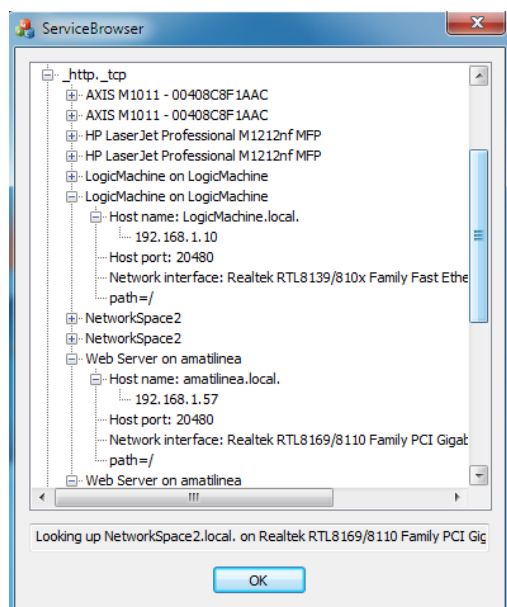 ServiceBrowser
_http._tcp
AXIS M1011 - 00408C8F1AAC
AXIS M1011 - 00408C8F1AAC
HP LaserJet Professional M1212nf MFP
HP LaserJet Professional M1212nf MFP
LogicMachine on LogicMachine
LogicMachine on LogicMachine
Host name: LogicMachine.local.
192.168.1.10
Host port: 20480
Network interface: Realtek RTL8139/810x Family Fast Ethe
path=/
NetworkSpace2
NetworkSpace2
Web Server on amatilinea
Host name: amatilinea.local.
192.168.1.57
Host port: 20480
Network interface: Realtek RTL8169/8110 Family PCI Gigab
path=/
Web Server on amatilinea
Looking up NetworkSpace2.local. on Realtek RTL8169/8110 Family PCI Gig
OK